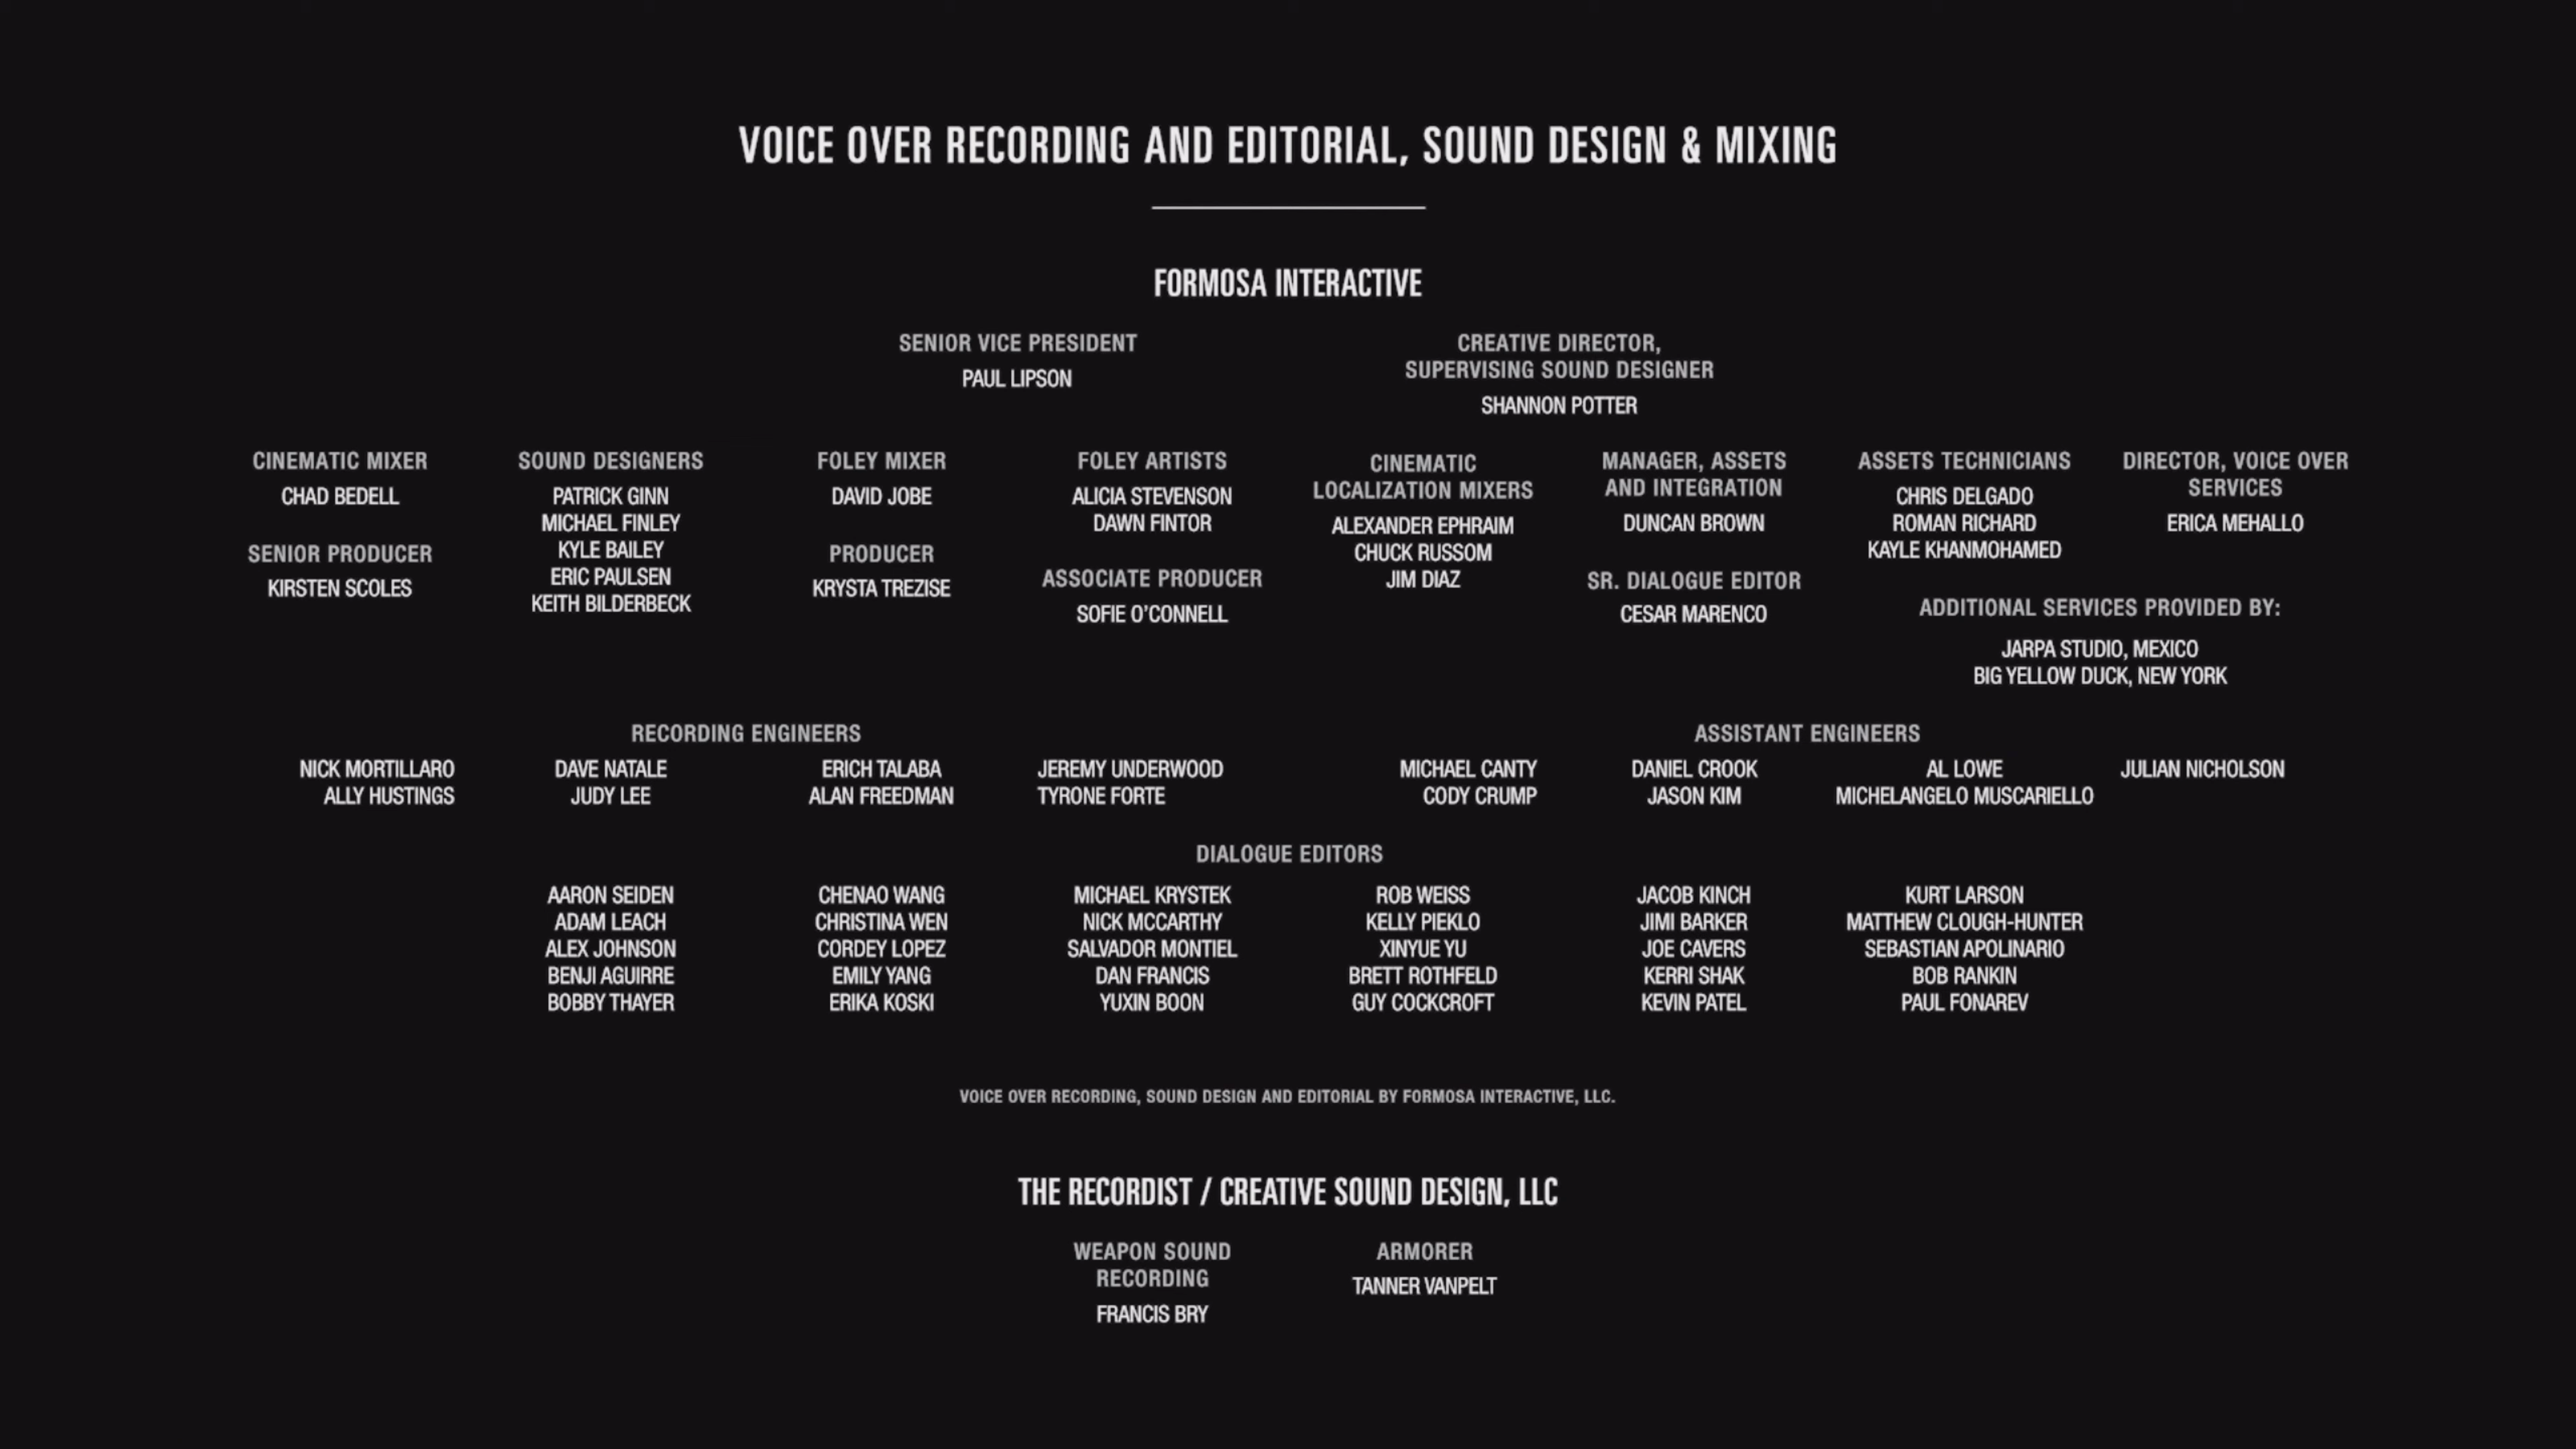 VOICE OVER RECORDING AND EDITORIAL, SOUND DESIGN & MIXING
FORMOSA INTERACTIVE
SENIOR VICE PRESIDENT
PAUL LIPSON
CREATIVE DIRECTOR,
SUPERVISING SOUND DESIGNER
SHANNON POTTER
CINEMATIC MIXER
CHAD BEDELL
SENIOR PRODUCER
KIRSTEN SCOLES
SOUND DESIGNERS
PATRICK GINN
MICHAEL FINLEY
KYLE BAILEY
ERIC PAULSEN
KEITH BILDERBECK
FOLEY MIXER
DAVID JOBE
PRODUCER
KRYSTA TREZISE
FOLEY ARTISTS
ALICIA STEVENSON
DAWN FINTOR
ASSOCIATE PRODUCER
SOFIE O'CONNELL
CINEMATIC
LOCALIZATION MIXERS
ALEXANDER EPHRAIM
CHUCK RUSSOM
JIM DIAZ
MANAGER, ASSETS
AND INTEGRATION
DUNCAN BROWN
SR. DIALOGUE EDITOR
CESAR MARENCO
ASSETS TECHNICIANS
CHRIS DELGADO
ROMAN RICHARD
KAYLE KHANMOHAMED
DIRECTOR, VOICE OVER
SERVICES
ERICA MEHALLO
ADDITIONAL SERVICES PROVIDED BY:
JARPA STUDIO, MEXICO
BIG YELLOW DUCK, NEW YORK
RECORDING ENGINEERS
NICK MORTILLARO
ALLY HUSTINGS
DAVE NATALE
JUDY LEE
ERICH TALABA
ALAN FREEDMAN
JEREMY UNDERWOOD
TYRONE FORTE
ASSISTANT ENGINEERS
MICHAEL CANTY
CODY CRUMP
DANIEL CROOK
JASON KIM
AL LOWE
MICHELANGELO MUSCARIELLO
JULIAN NICHOLSON
DIALOGUE EDITORS
AARON SEIDEN
ADAM LEACH
ALEX JOHNSON
BENJI AGUIRRE
BOBBY THAYER
CHENAO WANG
CHRISTINA WEN
CORDEY LOPEZ
EMILY YANG
ERIKA KOSKI
MICHAEL KRYSTEK
NICK MCCARTHY
SALVADOR MONTIEL
DAN FRANCIS
YUXIN BOON
ROB WEISS
KELLY PIEKLO
XINYUE YU
BRETT ROTHFELD
GUY COCKCROFT
JACOB KINCH
JIMI BARKER
JOE CAVERS
KERRI SHAK
KEVIN PATEL
KURT LARSON
MATTHEW CLOUGH-HUNTER
SEBASTIAN APOLINARIO
BOB RANKIN
PAUL FONAREV
VOICE OVER RECORDING, SOUND DESIGN AND EDITORIAL BY FORMOSA INTERACTIVE, LLC.
THE RECORDIST / CREATIVE SOUND DESIGN, LLC
WEAPON SOUND
RECORDING
FRANCIS BRY
ARMORER
TANNER VANPELT